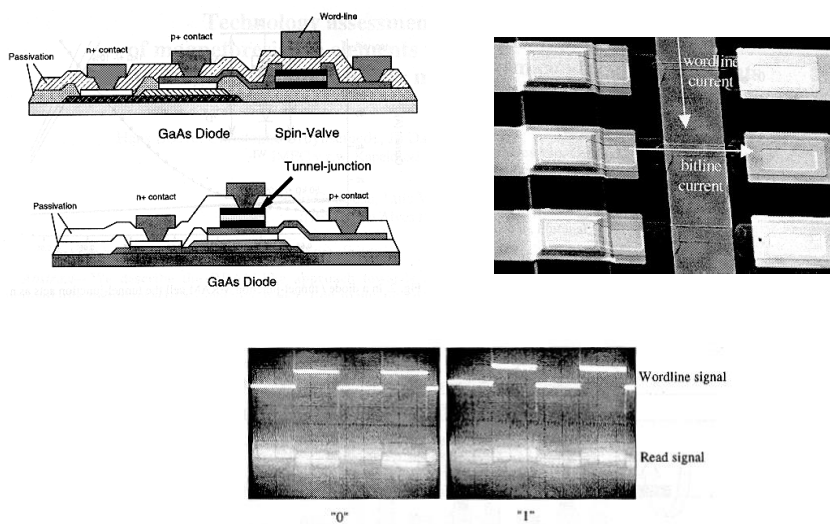 Word-line
p+ contact
n+ contact
Passivation
GaAs Diode
Spin-Valve
Tunnel-junction
n+ contact
p+ contact
Passivation
GaAs Diode
wordline
current
bitline
current
Wordline signal
Read signal
"0"
"1"